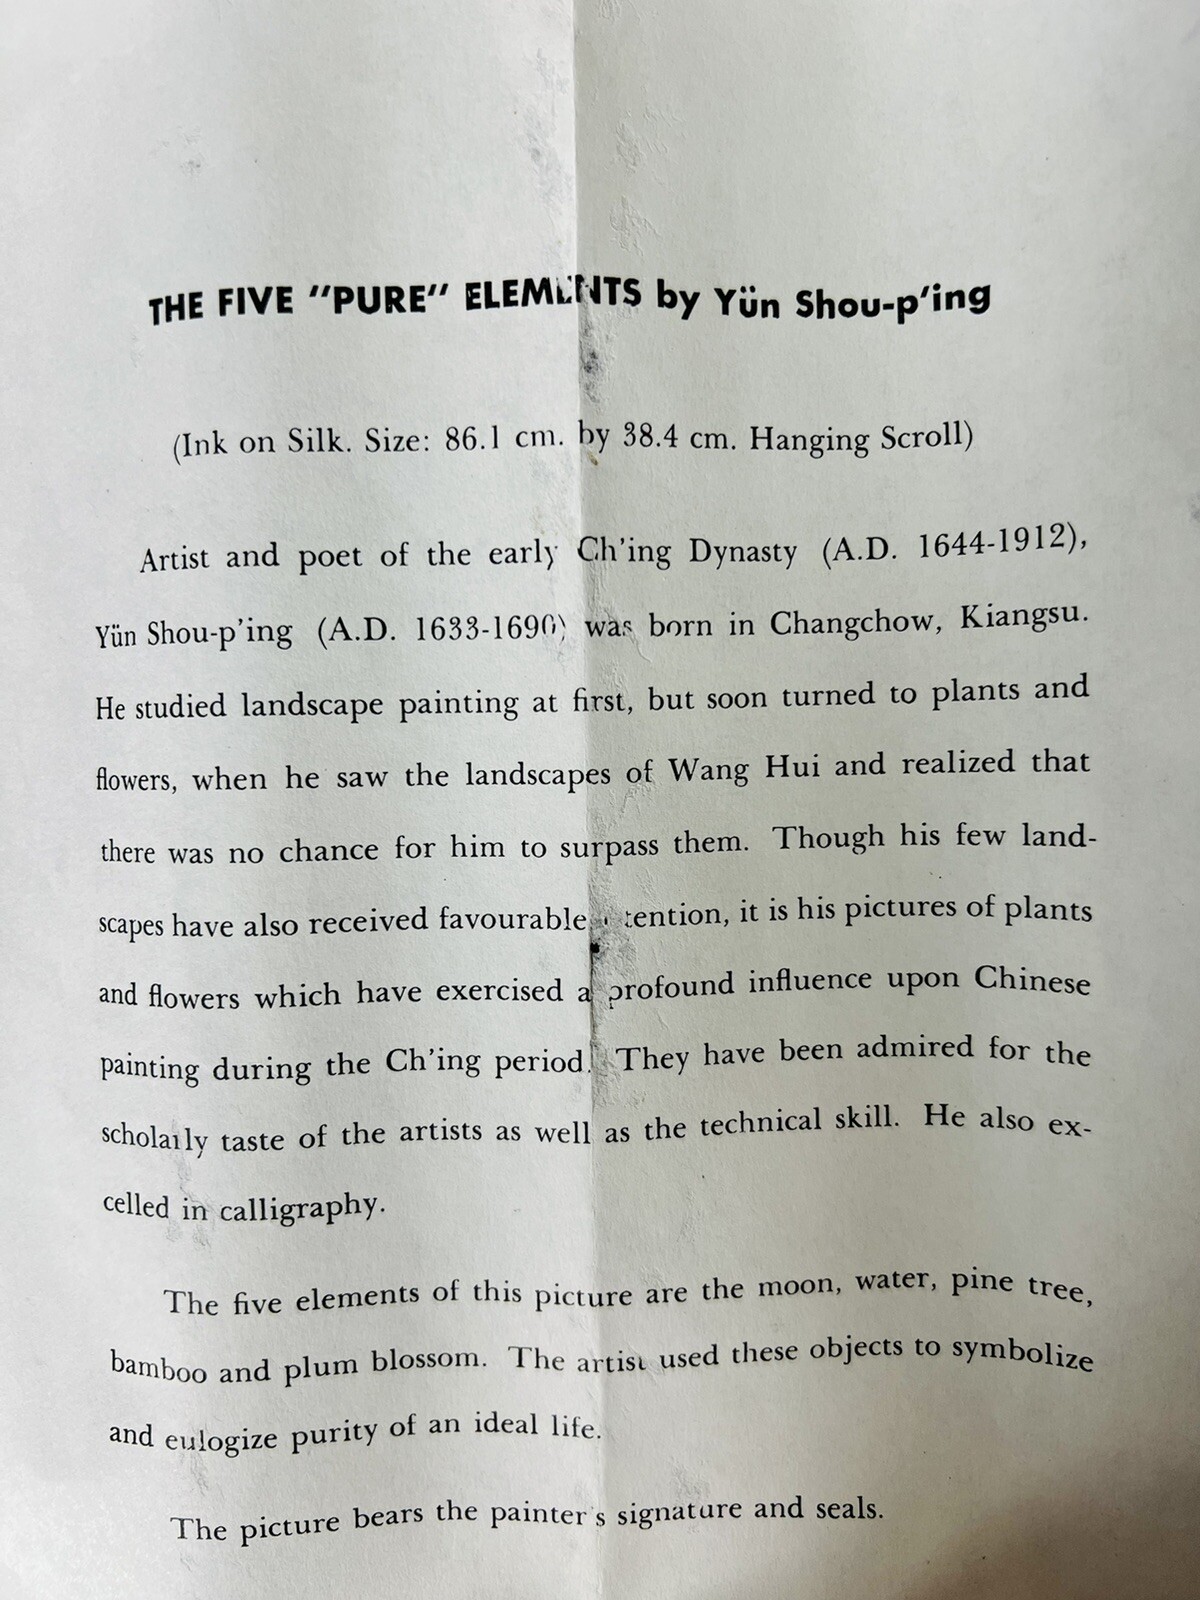 THE FIVE "PURE" ELEMENTS by Yün Shou-p'ing
(Ink on Silk. Size: 86.1 cm. by 38.4 cm. Hanging Scroll)
Artist and poet of the early Ch'ing Dynasty (A.D. 1644-1912),
Yün Shou-p'ing (A.D. 1633-1690) was born in Changchow, Kiangsu.
He studied landscape painting at first, but soon turned to plants and
flowers, when he saw the landscapes of Wang Hui and realized that
there was no chance for him to surpass them. Though his few land-
scapes have also received favourable attention, it is his pictures of plants
and flowers which have exercised a profound influence upon Chinese
painting during the Ch'ing period. They have been admired for the
scholarly taste of the artists as well as the technical skill. He also ex-
celled in calligraphy.
The five elements of this picture are the moon, water, pine tree,
bamboo and plum blossom. The artist used these objects to symbolize
and eulogize purity of an ideal life.
The picture bears the painter's signature and seals.